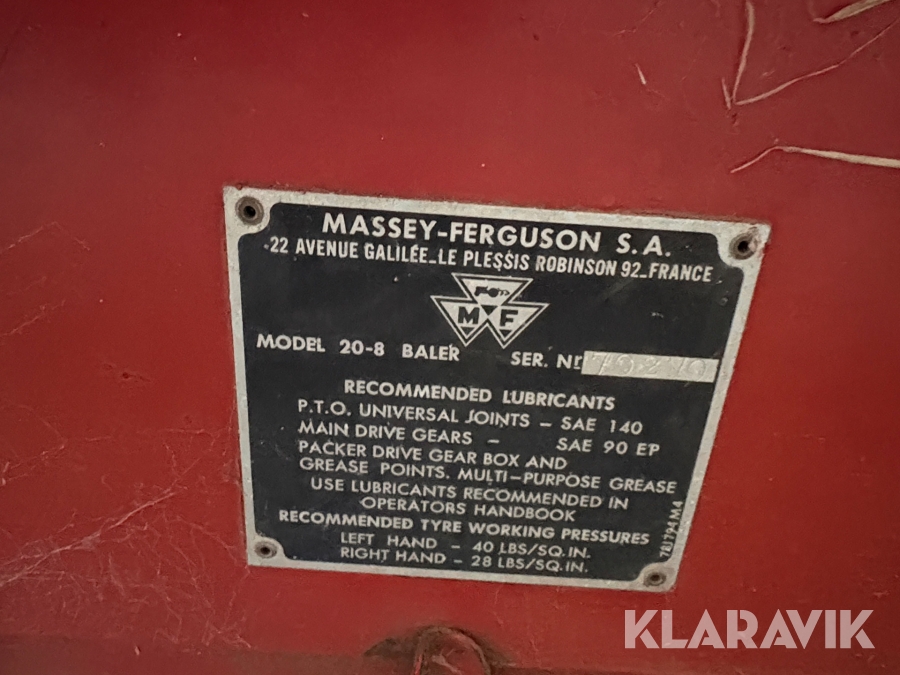 MASSEY-FERGUSON S.A.
22 AVENUE GALILÉE_LE PLESSIS ROBINSON 92_FRANCE
MF
MODEL 20-8 BALER SER. Nr
RECOMMENDED LUBRICANTS
P.T.O. UNIVERSAL JOINTS - SAE 140
MAIN DRIVE GEARS - SAE 90 EP
PACKER DRIVE GEAR BOX AND
GREASE POINTS. MULTI-PURPOSE GREASE
USE LUBRICANTS RECOMMENDED IN
OPERATORS HANDBOOK
RECOMMENDED TYRE WORKING PRESSURES
LEFT HAND - 40 LBS/SQ.IN.
RIGHT HAND - 28 LBS/SQ.IN.
781794M4
KLARAVIK